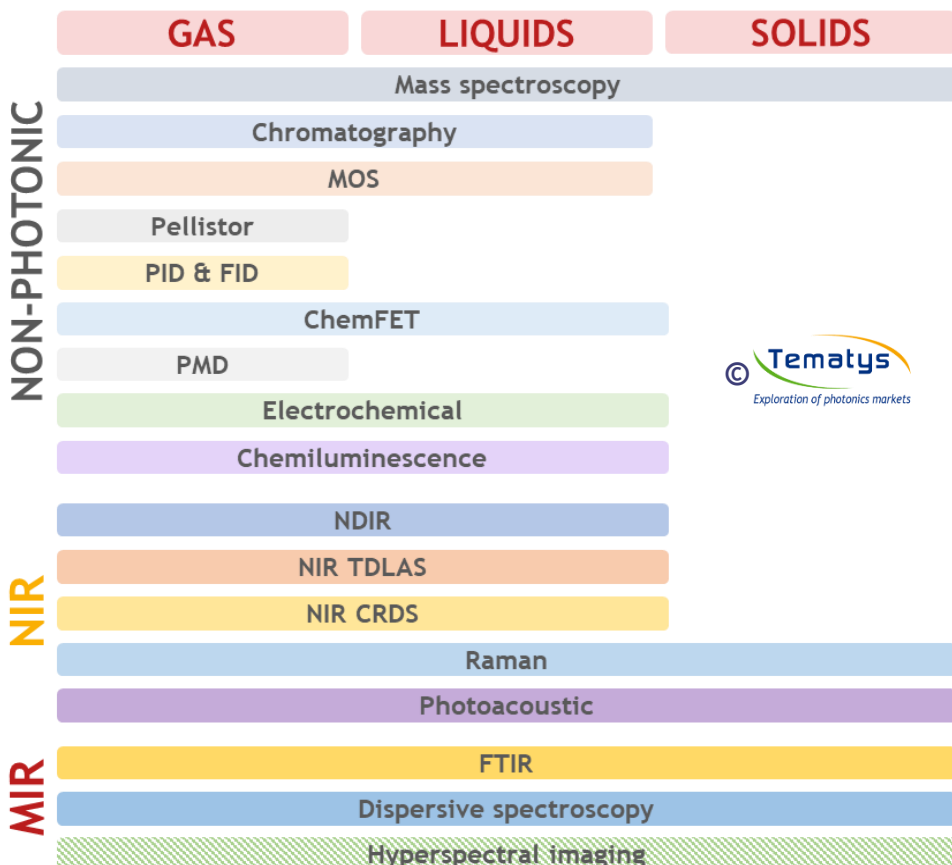 GAS
LIQUIDS
SOLIDS
NON-PHOTONIC
Mass spectroscopy
Chromatography
MOS
Pellistor
PID & FID
ChemFET
PMD
Electrochemical
Chemiluminescence
© Tematys
Exploration of photonics markets
NIR
NDIR
NIR TDLAS
NIR CRDS
Raman
Photoacoustic
MIR
FTIR
Dispersive spectroscopy
Hyperspectral imaging